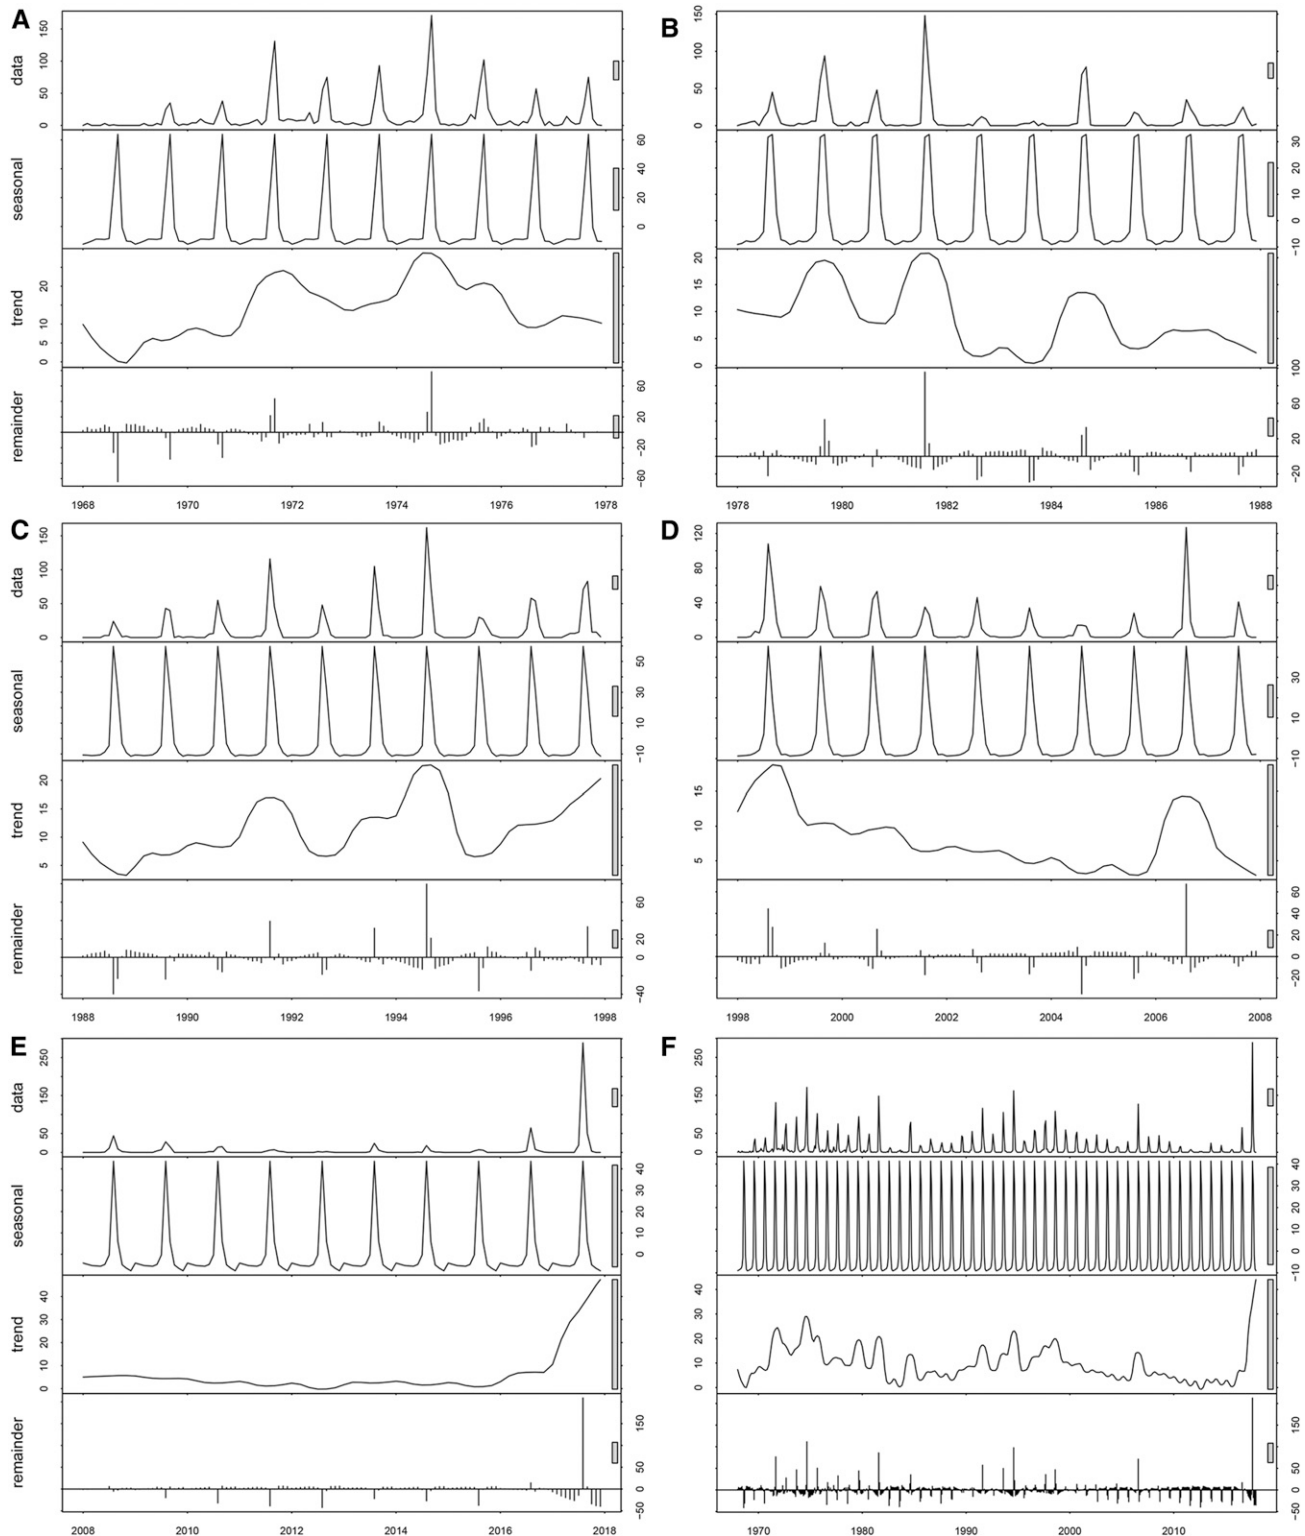 A
data
0 50 100 150
seasonal
0 20 40 60
trend
0 10 20
remainder
−60 −20 20 60
1968 1970 1972 1974 1976 1978
B
0 50 100 150
−10 0 10 20 30
0 5 10 15 20
−20 20 60 100
1978 1980 1982 1984 1986 1988
C
data
0 50 100 150
seasonal
−10 10 30 50
trend
5 10 15 20
remainder
−40 0 20 60
1988 1990 1992 1994 1996 1998
D
0 40 80 120
−10 10 30
5 10 15
−20 0 20 40 60
1998 2000 2002 2004 2006 2008
E
data
0 50 150 250
seasonal
0 10 20 30 40
trend
0 10 20 30 40
remainder
−50 0 50 150
2008 2010 2012 2014 2016 2018
F
0 50 150 250
−10 0 10 20 30 40
0 10 20 30 40
−50 0 50 150
1970 1980 1990 2000 2010